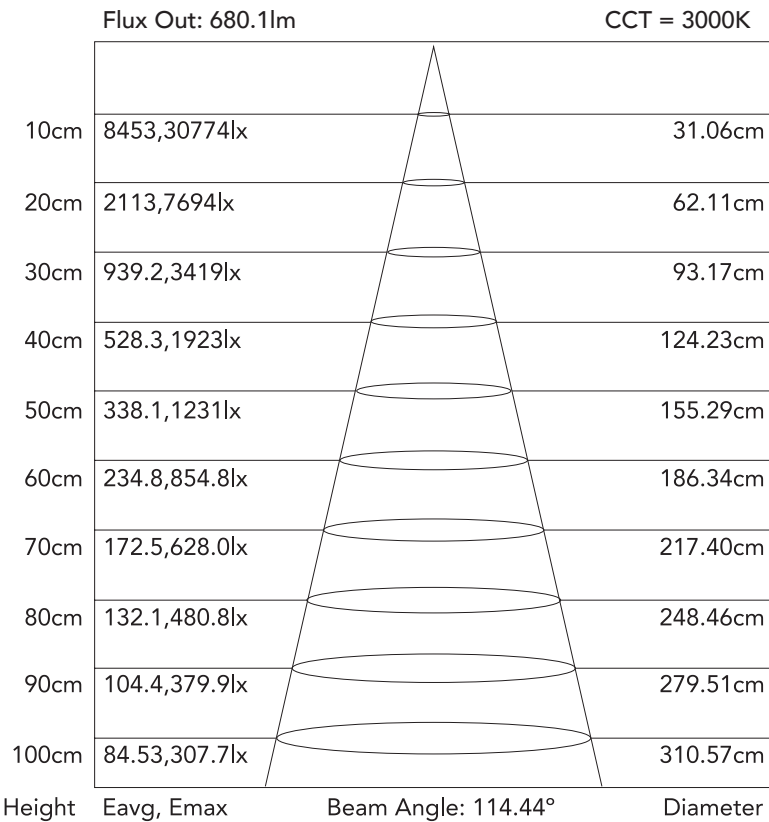 Flux Out: 680.1lm CCT = 3000K
10cm 8453,30774lx 31.06cm
20cm 2113,7694lx 62.11cm
30cm 939.2,3419lx 93.17cm
40cm 528.3,1923lx 124.23cm
50cm 338.1,1231lx 155.29cm
60cm 234.8,854.8lx 186.34cm
70cm 172.5,628.0lx 217.40cm
80cm 132.1,480.8lx 248.46cm
90cm 104.4,379.9lx 279.51cm
100cm 84.53,307.7lx 310.57cm
Height Eavg, Emax Beam Angle: 114.44º Diameter